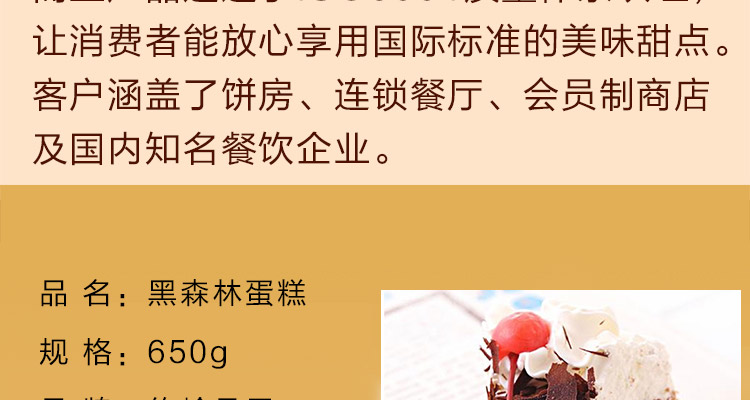 让消费者能放心享用国际标准的美味甜点。
客户涵盖了饼房、连锁餐厅、会员制商店
及国内知名餐饮企业。
品 名：黑森林蛋糕
规 格：650g